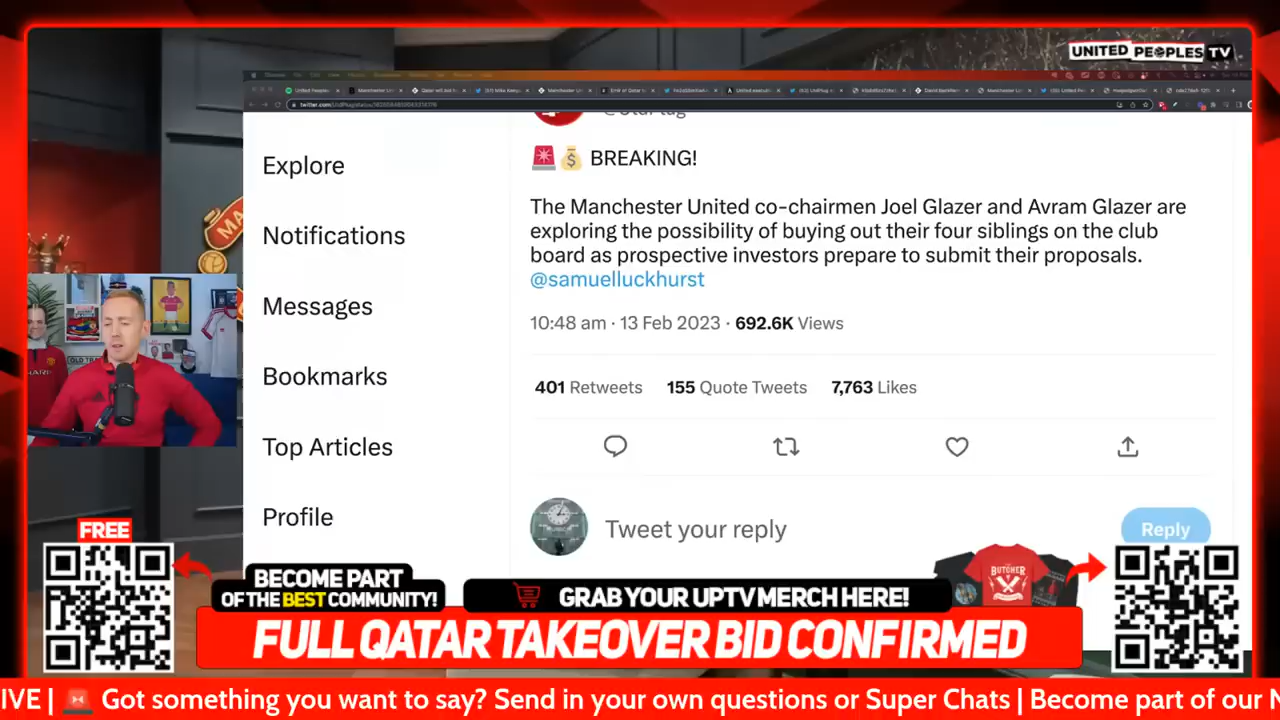 UNITED PEOPLES TV
Explore
Notifications
Messages
Bookmarks
Top Articles
Profile
🚨💰 BREAKING!
The Manchester United co-chairmen Joel Glazer and Avram Glazer are
exploring the possibility of buying out their four siblings on the club
board as prospective investors prepare to submit their proposals.
@samuelluckhurst
10:48 am · 13 Feb 2023 · 692.6K Views
401 Retweets 155 Quote Tweets 7,763 Likes
Tweet your reply
Reply
FREE
BECOME PART
OF THE BEST COMMUNITY!
GRAB YOUR UPTV MERCH HERE!
BUTCHER
FULL QATAR TAKEOVER BID CONFIRMED
IVE | 🚨 Got something you want to say? Send in your own questions or Super Chats | Become part of our